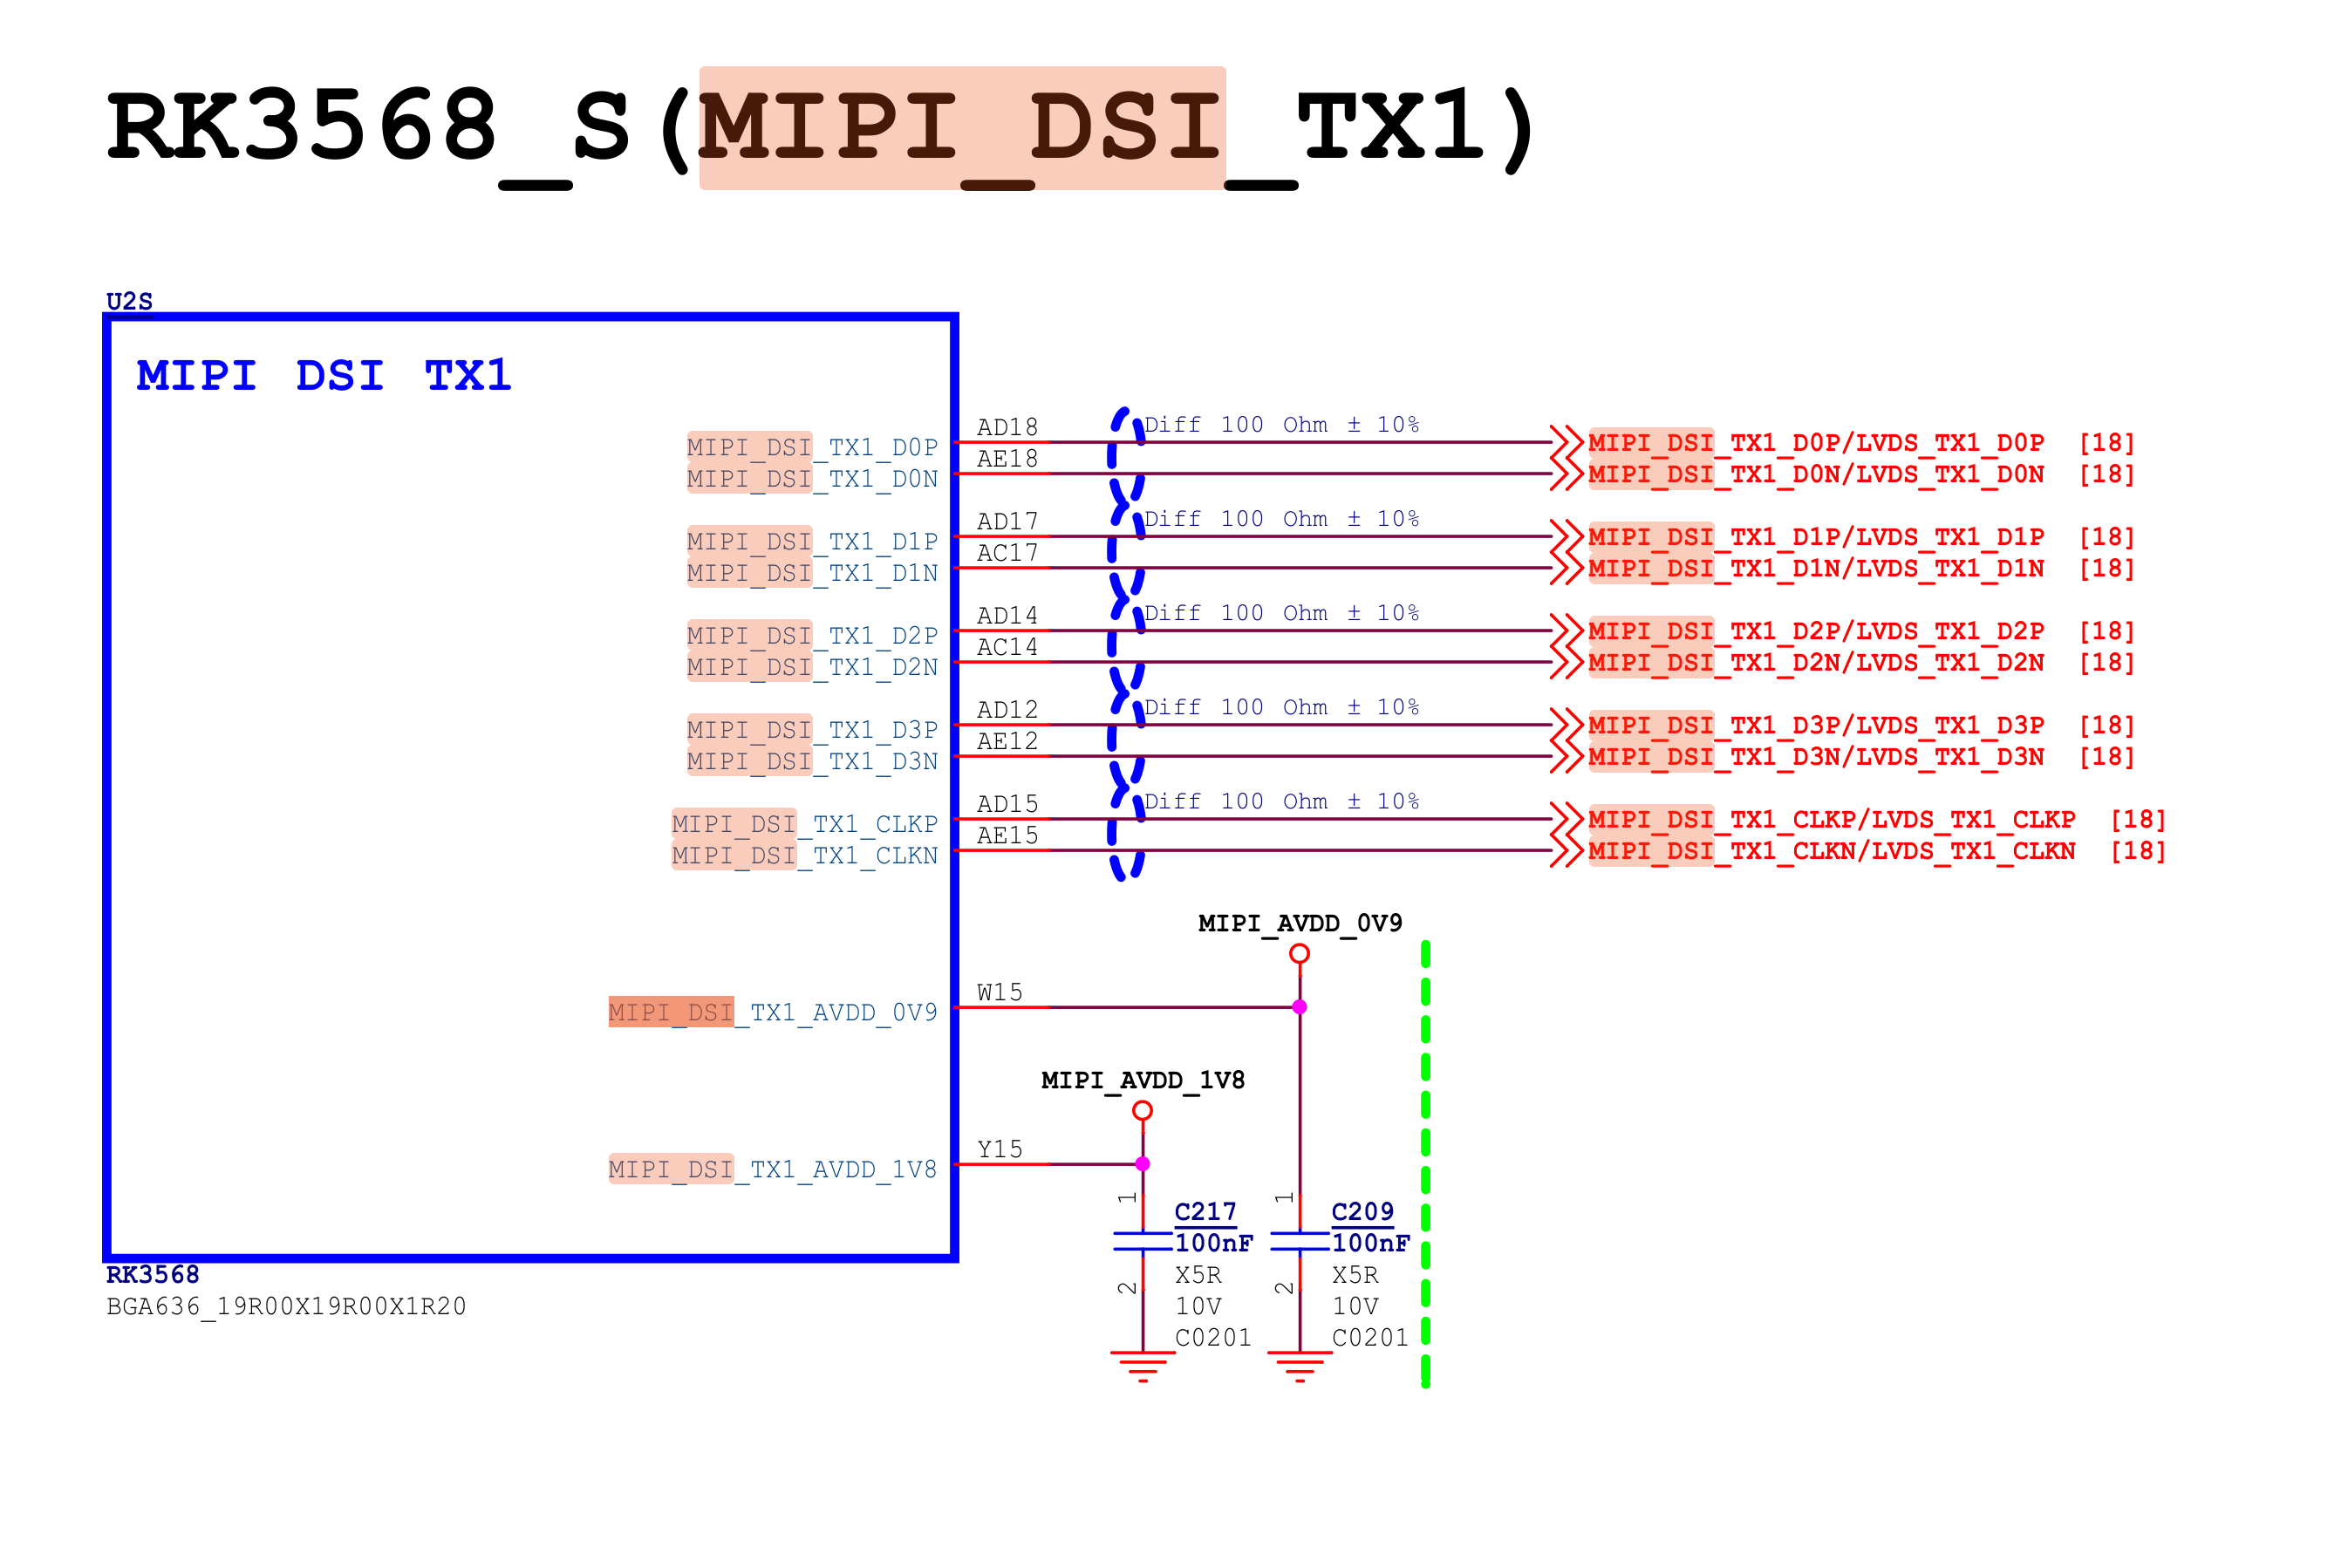 RK3568_S(MIPI_DSI_TX1)
U2S
MIPI DSI TX1
MIPI_DSI_TX1_D0P AD18 Diff 100 Ohm ± 10% MIPI_DSI_TX1_D0P/LVDS_TX1_D0P [18]
MIPI_DSI_TX1_D0N AE18 MIPI_DSI_TX1_D0N/LVDS_TX1_D0N [18]
MIPI_DSI_TX1_D1P AD17 Diff 100 Ohm ± 10% MIPI_DSI_TX1_D1P/LVDS_TX1_D1P [18]
MIPI_DSI_TX1_D1N AC17 MIPI_DSI_TX1_D1N/LVDS_TX1_D1N [18]
MIPI_DSI_TX1_D2P AD14 Diff 100 Ohm ± 10% MIPI_DSI_TX1_D2P/LVDS_TX1_D2P [18]
MIPI_DSI_TX1_D2N AC14 MIPI_DSI_TX1_D2N/LVDS_TX1_D2N [18]
MIPI_DSI_TX1_D3P AD12 Diff 100 Ohm ± 10% MIPI_DSI_TX1_D3P/LVDS_TX1_D3P [18]
MIPI_DSI_TX1_D3N AE12 MIPI_DSI_TX1_D3N/LVDS_TX1_D3N [18]
MIPI_DSI_TX1_CLKP AD15 Diff 100 Ohm ± 10% MIPI_DSI_TX1_CLKP/LVDS_TX1_CLKP [18]
MIPI_DSI_TX1_CLKN AE15 MIPI_DSI_TX1_CLKN/LVDS_TX1_CLKN [18]
MIPI_AVDD_0V9
MIPI_DSI_TX1_AVDD_0V9 W15
MIPI_AVDD_1V8
MIPI_DSI_TX1_AVDD_1V8 Y15
1 C217 1 C209
100nF 100nF
X5R X5R
2 10V 2 10V
C0201 C0201
RK3568
BGA636_19R00X19R00X1R20